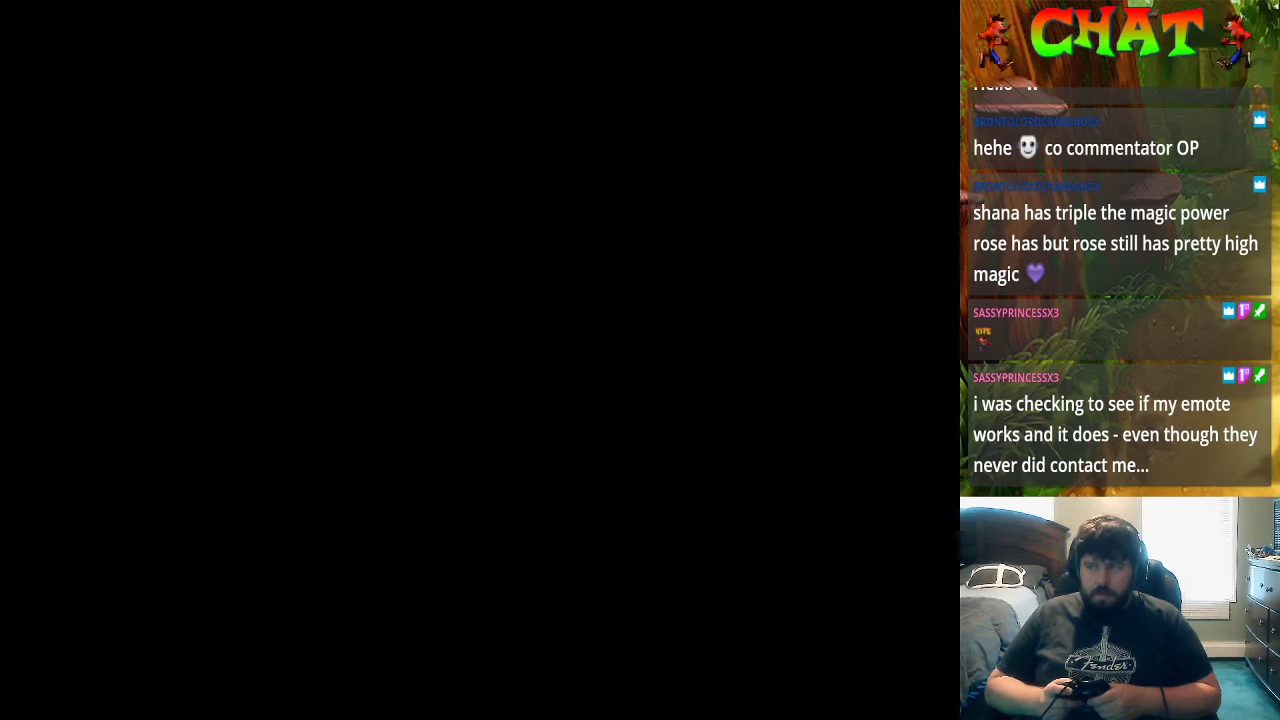 CHAT
hehe co commentator OP
shana has triple the magic power
rose has but rose still has pretty high
magic
SASSYPRINCESSX3
HYPE
SASSYPRINCESSX3
i was checking to see if my emote
works and it does - even though they
never did contact me...
Fender